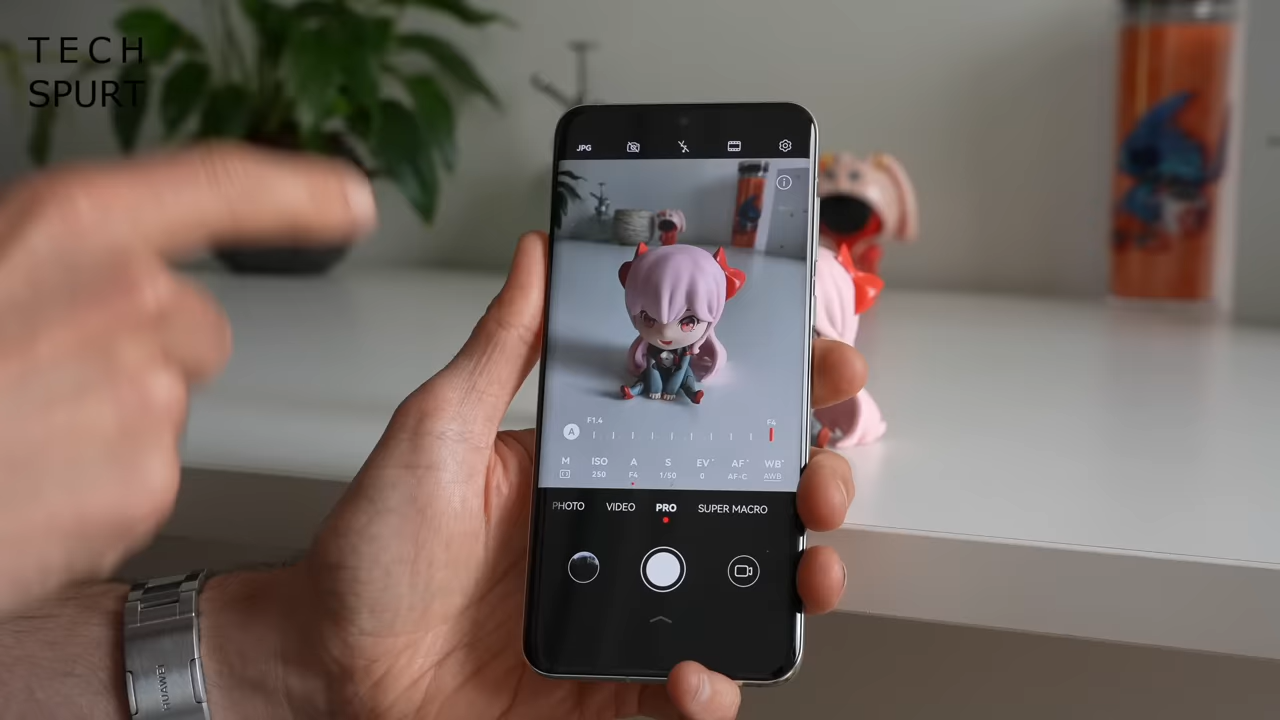 TECH
SPURT
JPG
F1.4
F4
A
M ISO A S EV AF WB
250 F4 1/50 0 AF-C AWB
PHOTO VIDEO PRO SUPER MACRO
HUAWEI